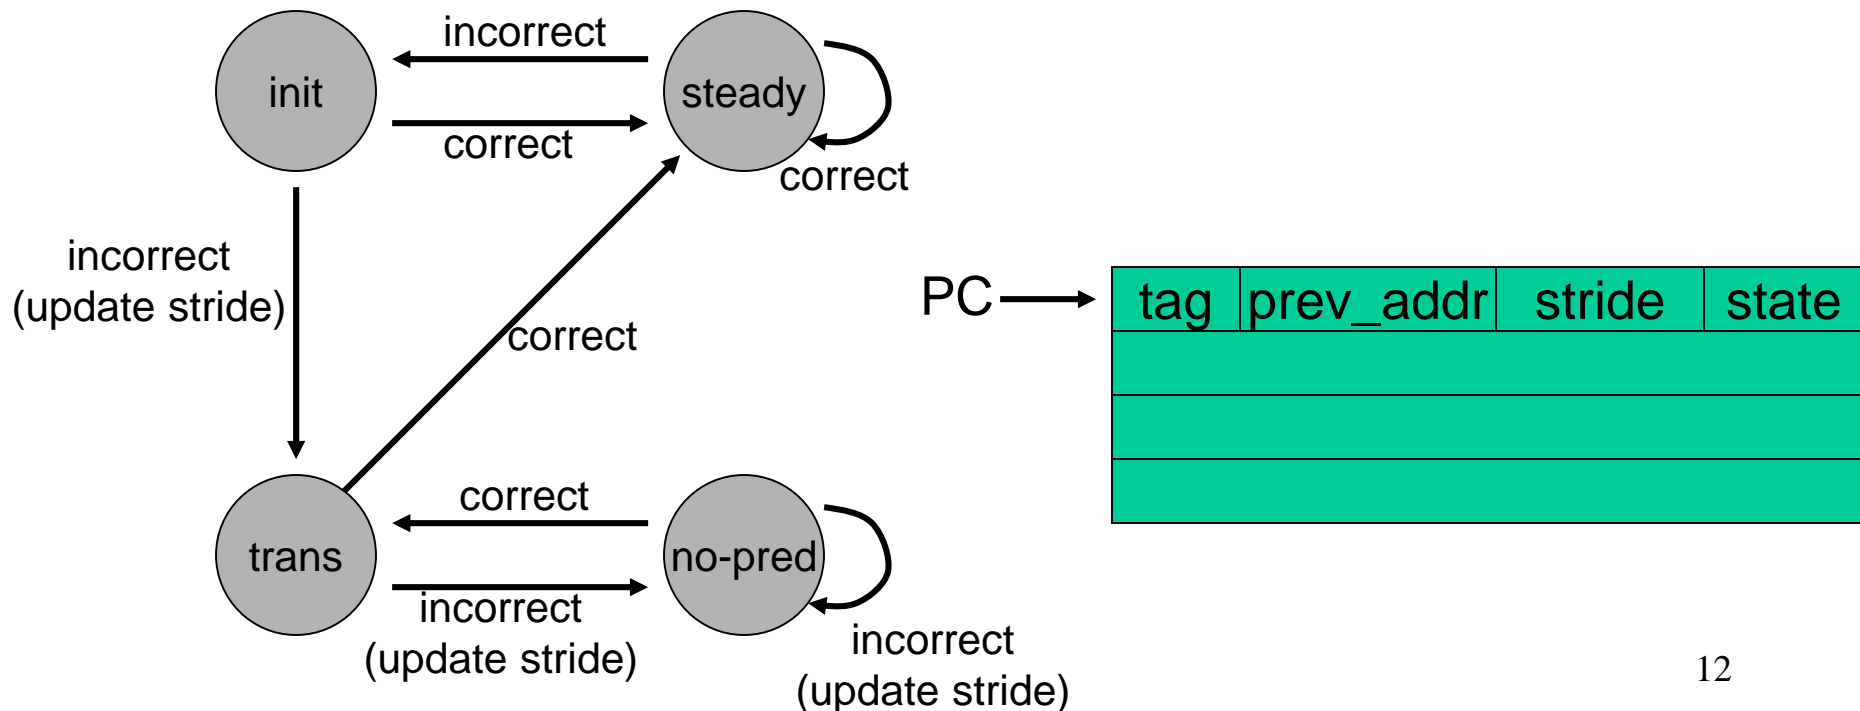 incorrect
init
steady
correct
correct
incorrect
(update stride)
correct
PC
tag prev_addr stride state
correct
trans
no-pred
incorrect
(update stride)
incorrect
(update stride)
12